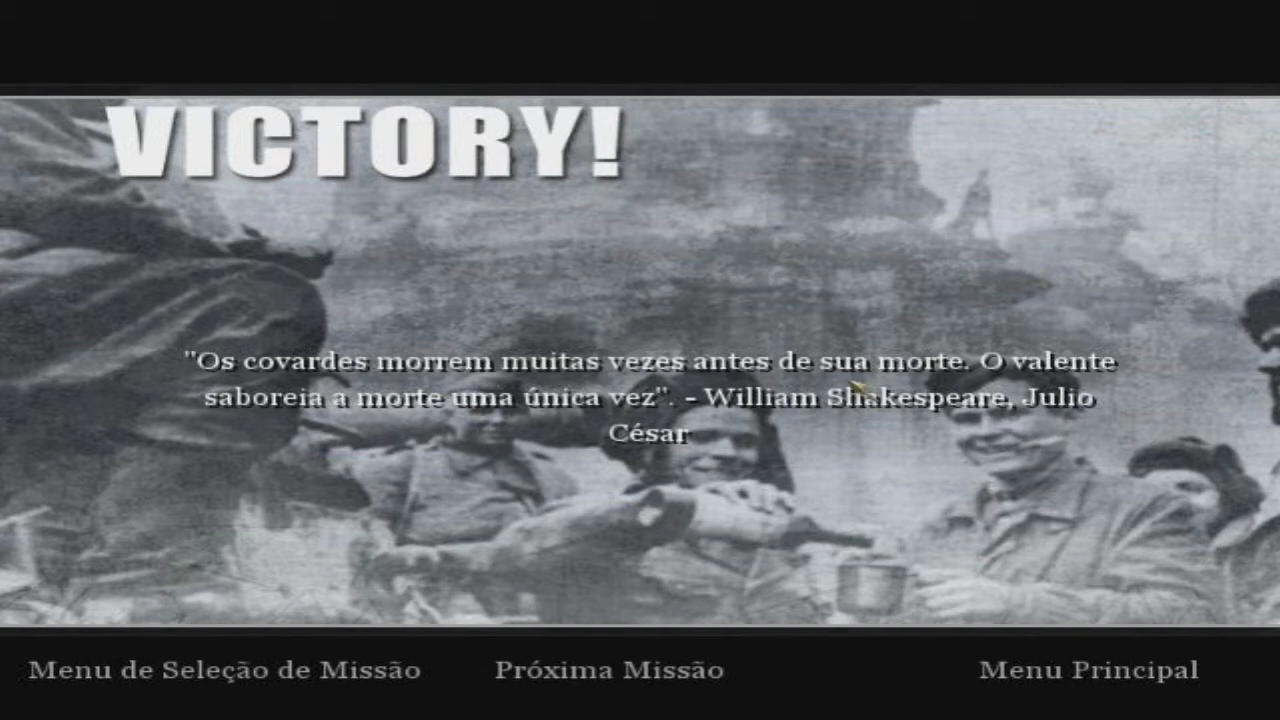 VICTORY!
"Os covardes morrem muitas vezes antes de sua morte. O valente
saboreia a morte uma única vez". - William Shakespeare, Julio
César
Menu de Seleção de Missão
Próxima Missão
Menu Principal